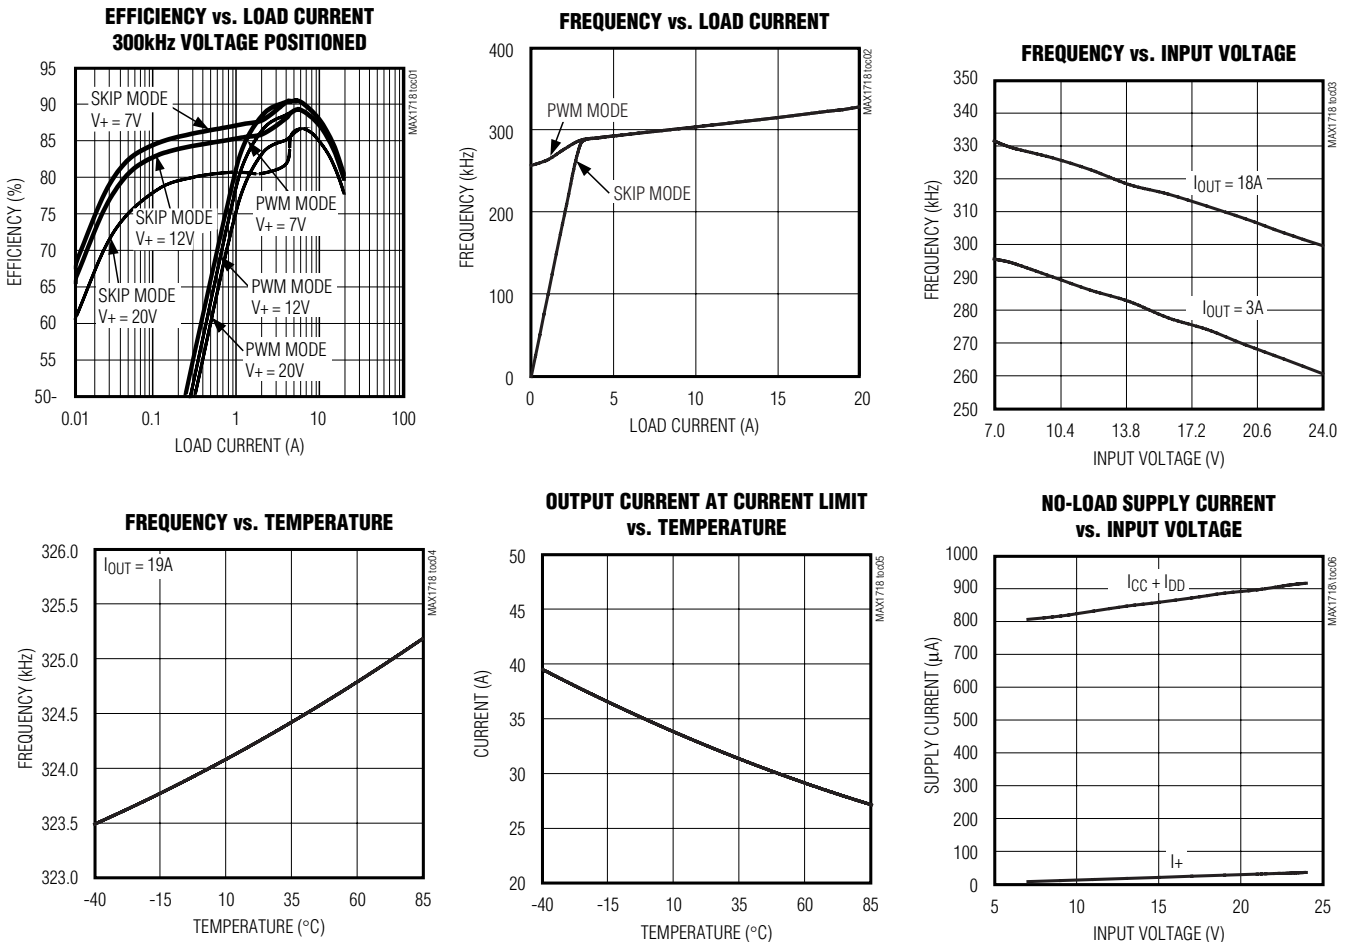 EFFICIENCY vs. LOAD CURRENT
300kHz VOLTAGE POSITIONED
95
90
85
80
75
70
65
60
55
50-
EFFICIENCY (%)
SKIP MODE
V+ = 7V
SKIP MODE
V+ = 12V
SKIP MODE
V+ = 20V
PWM MODE
V+ = 7V
PWM MODE
V+ = 12V
PWM MODE
V+ = 20V
0.01 0.1 1 10 100
LOAD CURRENT (A)
MAX1718 toc01
FREQUENCY vs. LOAD CURRENT
400
300
200
100
0
FREQUENCY (kHz)
PWM MODE
SKIP MODE
0 5 10 15 20
LOAD CURRENT (A)
MAX1718 toc02
FREQUENCY vs. INPUT VOLTAGE
350
340
330
320
310
300
290
280
270
260
250
FREQUENCY (kHz)
IOUT = 18A
IOUT = 3A
7.0 10.4 13.8 17.2 20.6 24.0
INPUT VOLTAGE (V)
MAX1718 toc03
FREQUENCY vs. TEMPERATURE
326.0
325.5
325.0
324.5
324.0
323.5
323.0
FREQUENCY (kHz)
IOUT = 19A
-40 -15 10 35 60 85
TEMPERATURE (°C)
MAX1718 toc04
OUTPUT CURRENT AT CURRENT LIMIT
vs. TEMPERATURE
50
45
40
35
30
25
20
CURRENT (A)
-40 -15 10 35 60 85
TEMPERATURE (°C)
MAX1718 toc05
NO-LOAD SUPPLY CURRENT
vs. INPUT VOLTAGE
1000
900
800
700
600
500
400
300
200
100
0
SUPPLY CURRENT (µA)
ICC + IDD
I+
5 10 15 20 25
INPUT VOLTAGE (V)
MAX1718\toc06